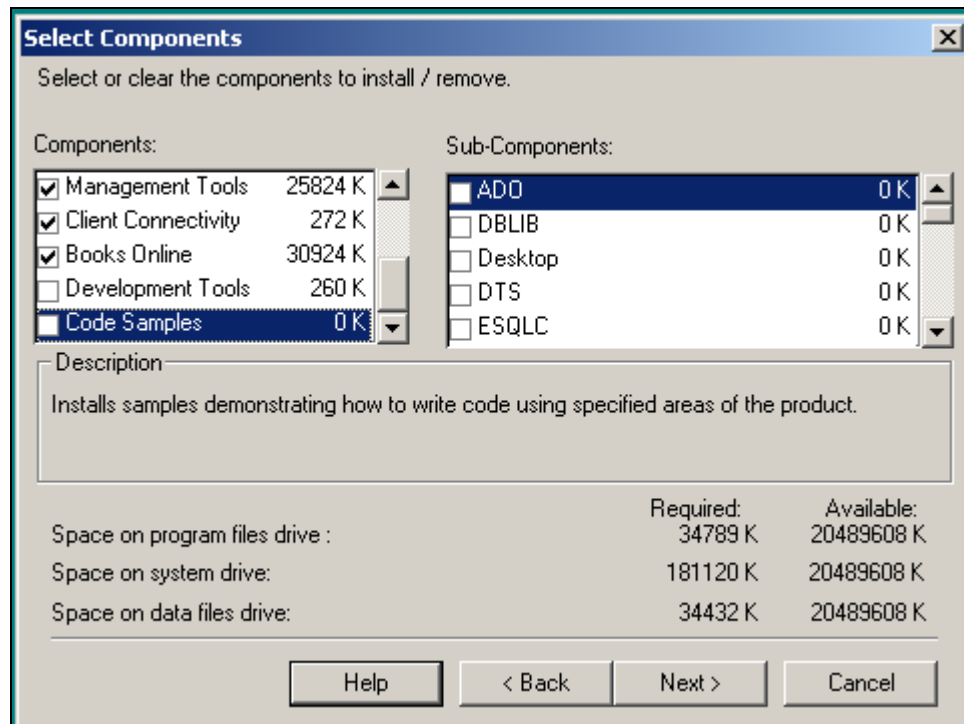 Select Components
Select or clear the components to install / remove.
Components:
Management Tools 25824 K
Client Connectivity 272 K
Books Online 30924 K
Development Tools 260 K
Code Samples 0 K
Sub-Components:
ADO 0 K
DBLIB 0 K
Desktop 0 K
DTS 0 K
ESQLC 0 K
Description
Installs samples demonstrating how to write code using specified areas of the product.
Required: Available:
Space on program files drive : 34789 K 20489608 K
Space on system drive: 181120 K 20489608 K
Space on data files drive: 34432 K 20489608 K
Help < Back Next > Cancel